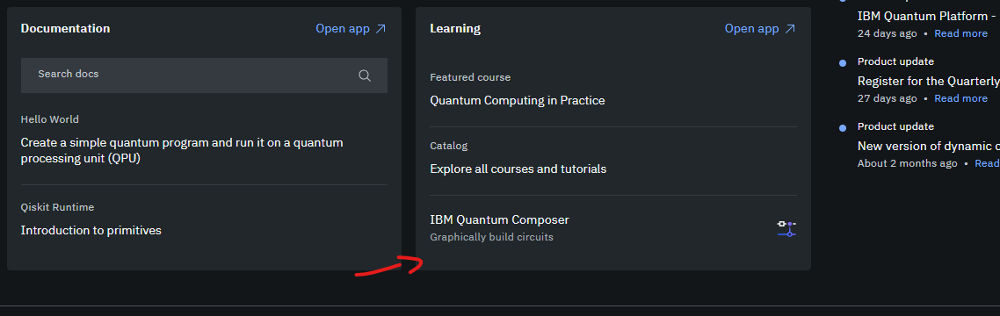 Documentation
Open app
Search docs
Hello World
Create a simple quantum program and run it on a quantum
processing unit (QPU)
Qiskit Runtime
Introduction to primitives
Learning
Open app
Featured course
Quantum Computing in Practice
Catalog
Explore all courses and tutorials
IBM Quantum Composer
Graphically build circuits
IBM Quantum Platform -
24 days ago • Read more
Product update
Register for the Quarterly
27 days ago • Read more
Product update
New version of dynamic
About 2 months ago • Read